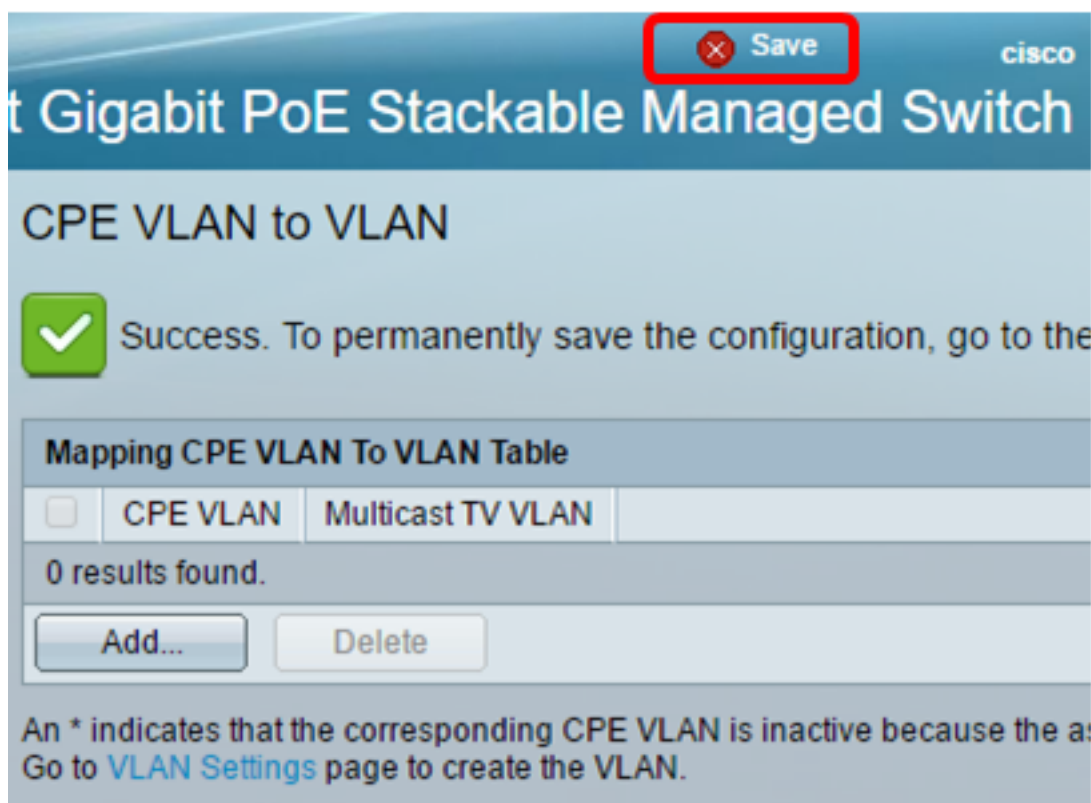 Save
cisco
t Gigabit PoE Stackable Managed Switch
CPE VLAN to VLAN
Success. To permanently save the configuration, go to the
Mapping CPE VLAN To VLAN Table
CPE VLAN Multicast TV VLAN
0 results found.
Add... Delete
An * indicates that the corresponding CPE VLAN is inactive because the as
Go to VLAN Settings page to create the VLAN.